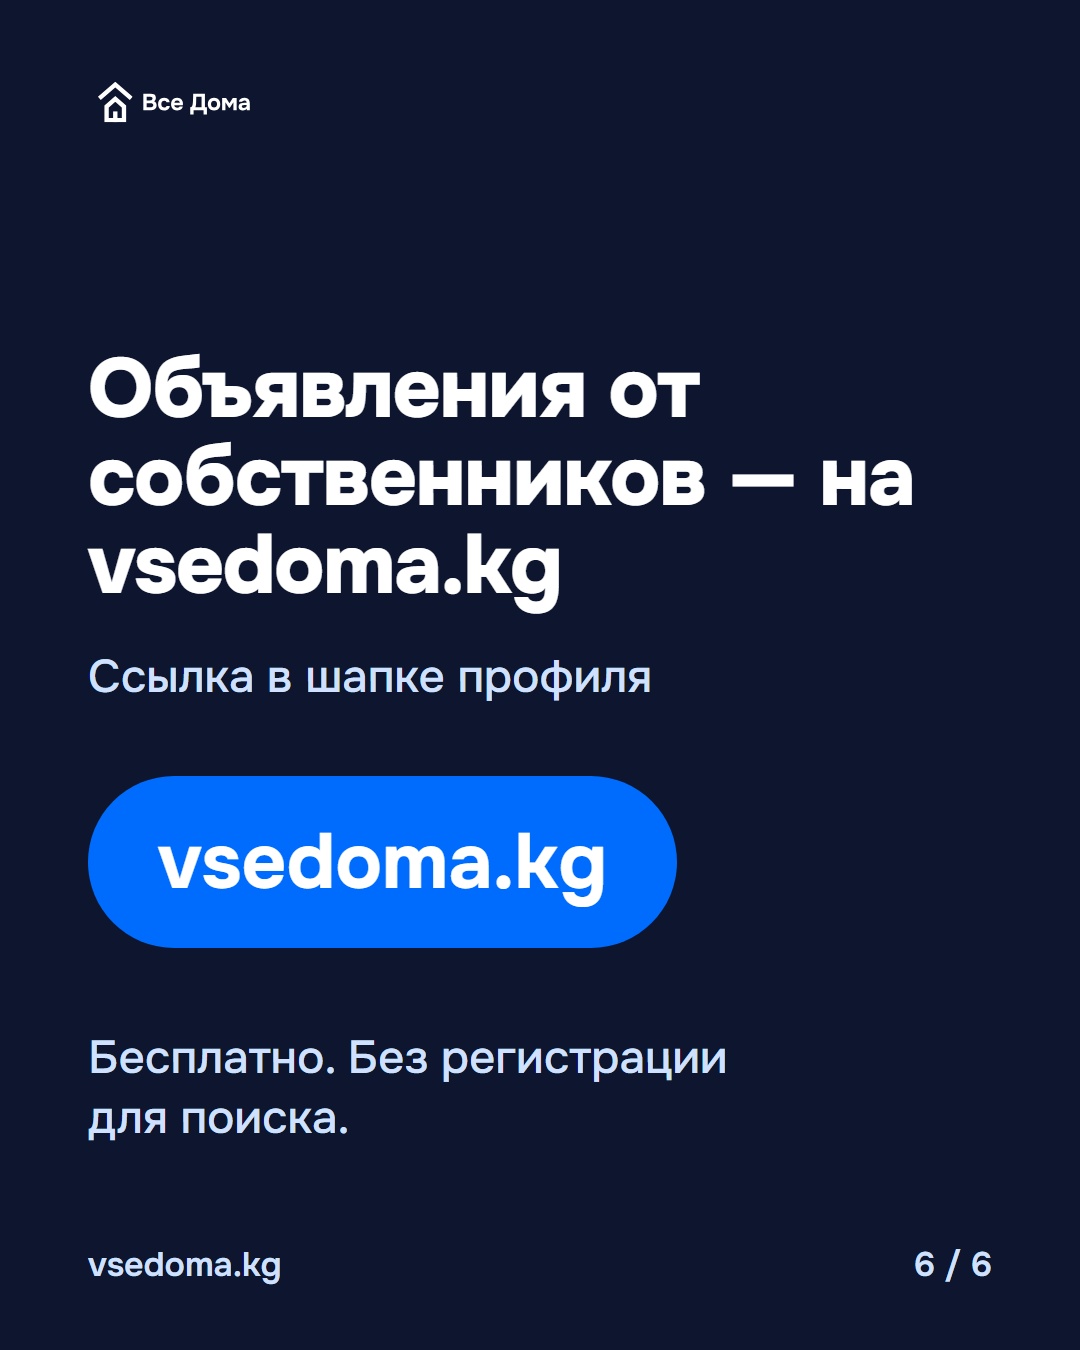 Все Дома
Объявления от
собственников — на
vsedoma.kg
Ссылка в шапке профиля
vsedoma.kg
Бесплатно. Без регистрации
для поиска.
vsedoma.kg
6 / 6